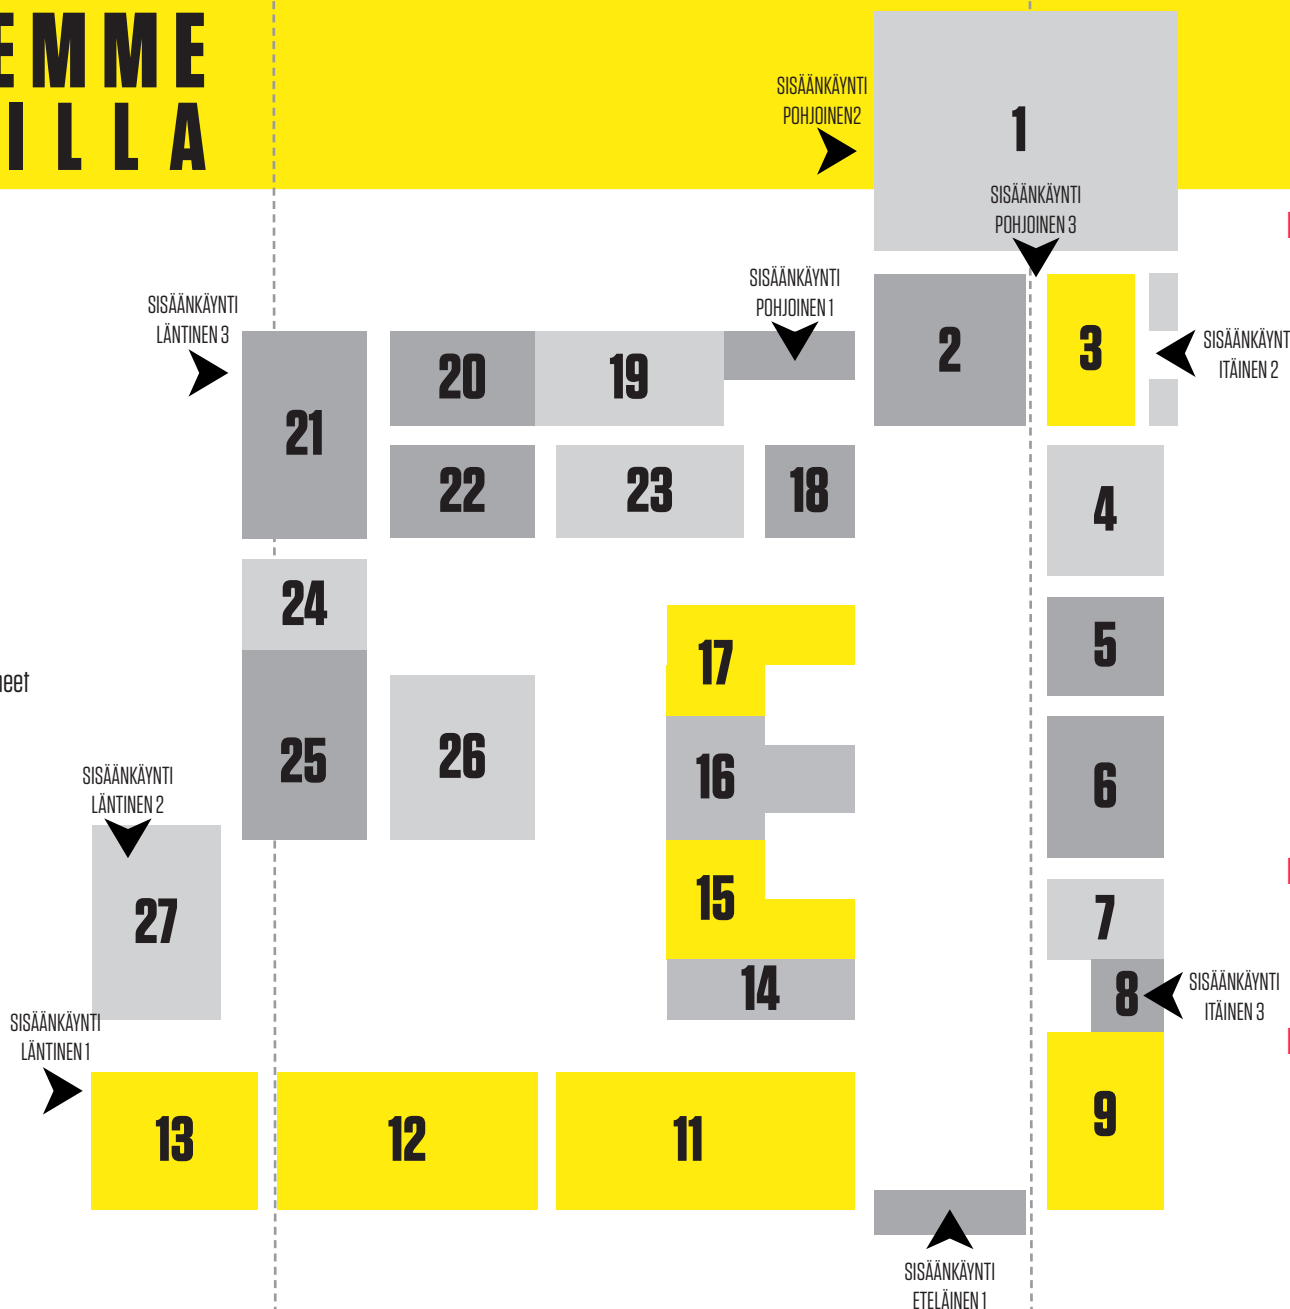 EMME
ILLA
SISÄÄNKÄYNTI
POHJOINEN2
1
SISÄÄNKÄYNTI
POHJOINEN 3
SISÄÄNKÄYNTI
POHJOINEN 1
SISÄÄNKÄYNTI
LÄNTINEN 3
2
3
SISÄÄNKÄYNT
ITÄINEN 2
20
19
21
22
23
18
4
24
5
17
neet
25
26
16
6
SISÄÄNKÄYNTI
LÄNTINEN 2
27
15
7
14
8
SISÄÄNKÄYNTI
ITÄINEN 3
SISÄÄNKÄYNTI
LÄNTINEN 1
13
12
11
9
SISÄÄNKÄYNTI
ETELÄINEN 1